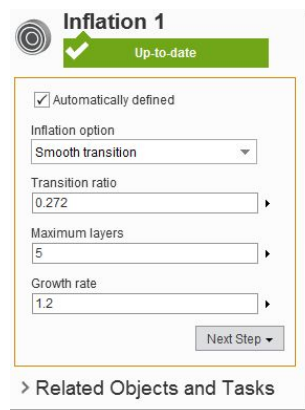 Inflation 1
Up-to-date
Automatically defined
Inflation option
Smooth transition
Transition ratio
0.272
Maximum layers
5
Growth rate
1.2
Next Step
Related Objects and Tasks